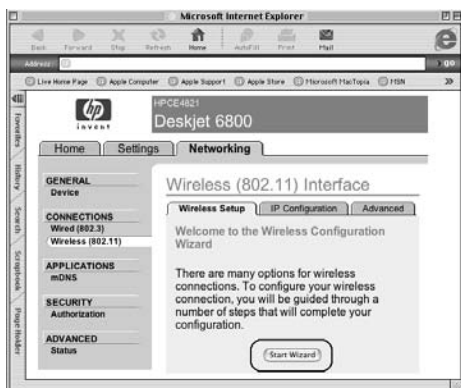 Microsoft Internet Explorer
Back Forward Stop Refresh Home AutoFill Print Mail
Address: go
Live Home Page Apple Computer Apple Support Apple Store Microsoft MacTopia MSN
Favorites
History
Search
Scrapbook
Page Holder
hp
invent
HPCE4821
Deskjet 6800
Home Settings Networking
GENERAL
Device
CONNECTIONS
Wired (802.3)
Wireless (802.11)
APPLICATIONS
mDNS
SECURITY
Authorization
ADVANCED
Status
Wireless (802.11) Interface
Wireless Setup IP Configuration Advanced
Welcome to the Wireless Configuration
Wizard
There are many options for wireless
connections. To configure your wireless
connection, you will be guided through a
number of steps that will complete your
configuration.
Start Wizard